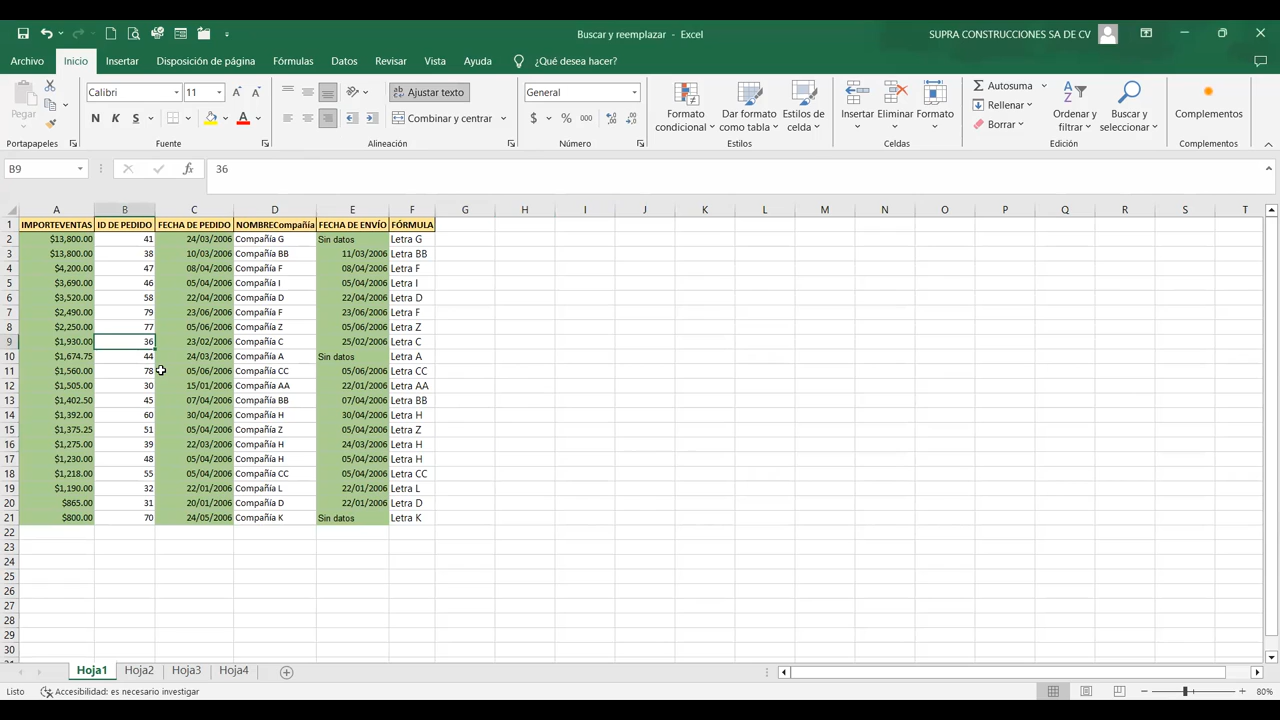 Buscar y reemplazar - Excel
SUPRA CONSTRUCCIONES SA DE CV
Archivo Inicio Insertar Disposición de página Fórmulas Datos Revisar Vista Ayuda ¿Qué desea hacer?
Pegar
Calibri 11
N K S
Ajustar texto
Combinar y centrar
General
$ % 000
Formato condicional
Dar formato como tabla
Estilos de celda
Insertar Eliminar Formato
Autosuma
Rellenar
Borrar
Ordenar y filtrar
Buscar y seleccionar
Complementos
Portapapeles Fuente Alineación Número Estilos Celdas Edición Complementos
B9 fx 36
A B C D E F G H I J K L M N O P Q R S T
1 IMPORTEVENTAS ID DE PEDIDO FECHA DE PEDIDO NOMBRECompañía FECHA DE ENVÍO FÓRMULA
2 $13,800.00 41 24/03/2006 Compañía G Sin datos Letra G
3 $13,800.00 38 10/03/2006 Compañía BB 11/03/2006 Letra BB
4 $4,200.00 47 08/04/2006 Compañía F 08/04/2006 Letra F
5 $3,690.00 46 05/04/2006 Compañía I 05/04/2006 Letra I
6 $3,520.00 58 22/04/2006 Compañía D 22/04/2006 Letra D
7 $2,490.00 79 23/06/2006 Compañía F 23/06/2006 Letra F
8 $2,250.00 77 05/06/2006 Compañía Z 05/06/2006 Letra Z
9 $1,930.00 36 23/02/2006 Compañía C 25/02/2006 Letra C
10 $1,674.75 44 24/03/2006 Compañía A Sin datos Letra A
11 $1,560.00 78 05/06/2006 Compañía CC 05/06/2006 Letra CC
12 $1,505.00 30 15/01/2006 Compañía AA 22/01/2006 Letra AA
13 $1,402.50 45 07/04/2006 Compañía BB 07/04/2006 Letra BB
14 $1,392.00 60 30/04/2006 Compañía H 30/04/2006 Letra H
15 $1,375.25 51 05/04/2006 Compañía Z 05/04/2006 Letra Z
16 $1,275.00 39 22/03/2006 Compañía H 24/03/2006 Letra H
17 $1,230.00 48 05/04/2006 Compañía H 05/04/2006 Letra H
18 $1,218.00 55 05/04/2006 Compañía CC 05/04/2006 Letra CC
19 $1,190.00 32 22/01/2006 Compañía L 22/01/2006 Letra L
20 $865.00 31 20/01/2006 Compañía D 22/01/2006 Letra D
21 $800.00 70 24/05/2006 Compañía K Sin datos Letra K
22
23
24
25
26
27
28
29
30
Hoja1 Hoja2 Hoja3 Hoja4
Listo Accesibilidad: es necesario investigar 80%